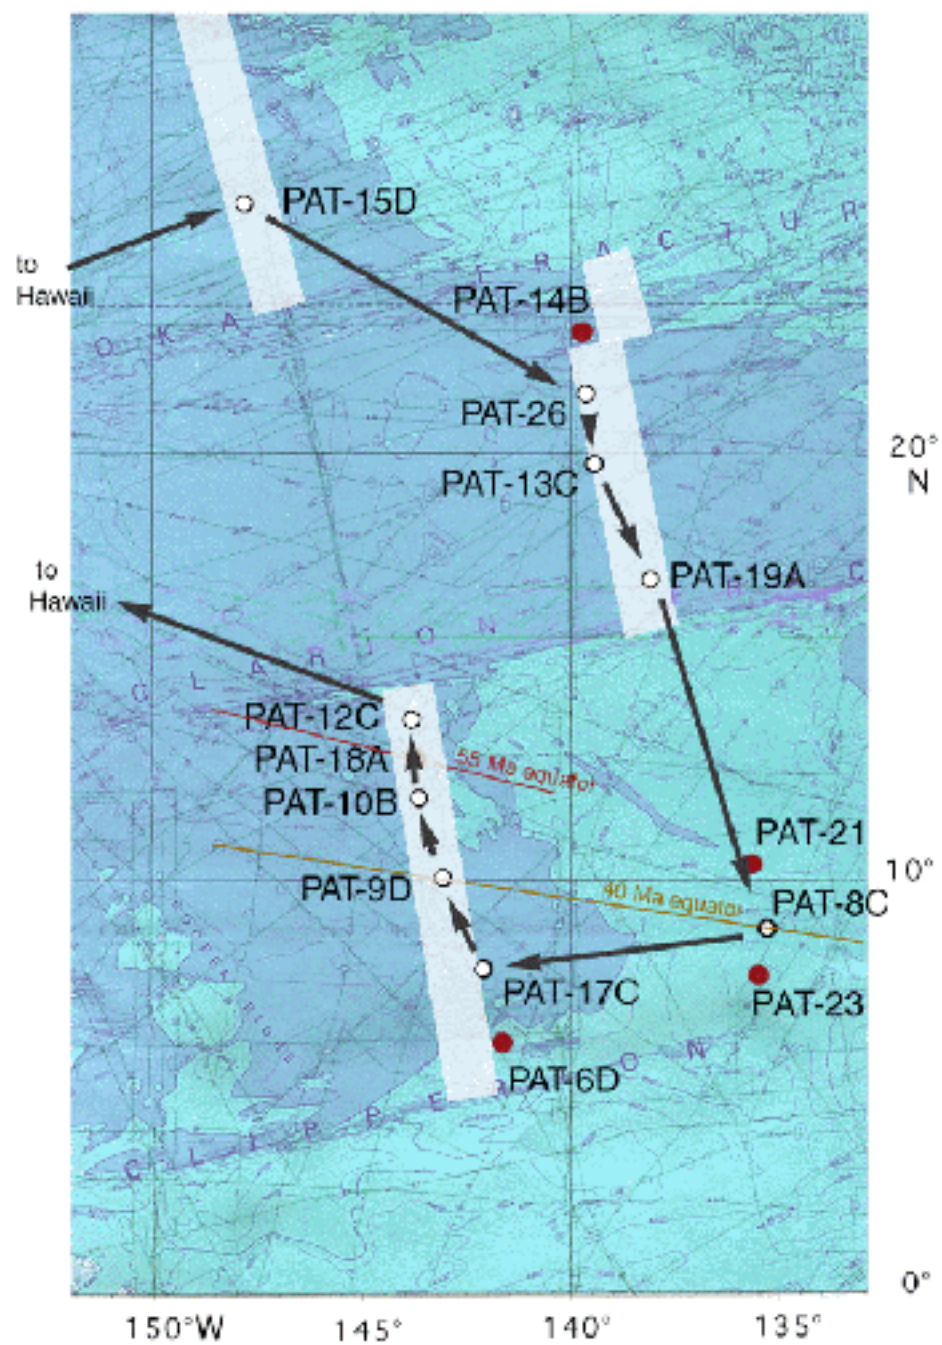 PAT-15D
to
Hawaii
F R A C T U R
PAT-14B
O K A
PAT-26
20°
N
PAT-13C
to
Hawaii
PAT-19A
C L A R I O N
PAT-12C
PAT-18A
55 Ma equator
PAT-10B
PAT-21
10°
PAT-9D
40 Ma equator
PAT-8C
PAT-17C
PAT-23
PAT-6D
C L I P P E R T O N
0°
150°W 145° 140° 135°